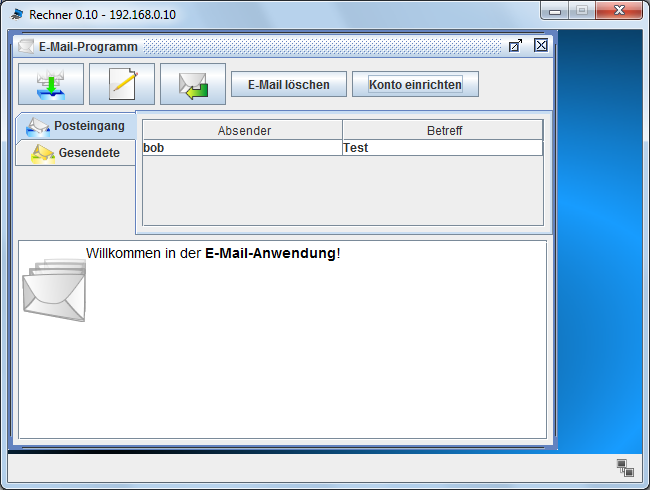 Rechner 0.10 - 192.168.0.10
E-Mail-Programm
E-Mail löschen
Konto einrichten
Posteingang
Gesendete
Absender Betreff
bob Test
Willkommen in der E-Mail-Anwendung!